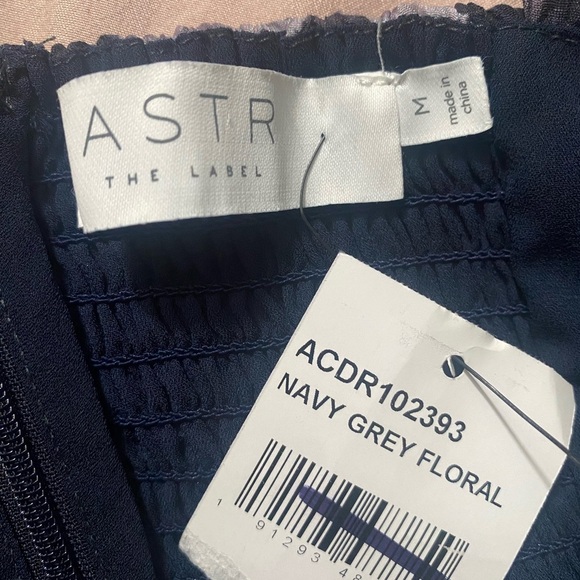 ASTR
THE LABEL
M
made in
china
ACDR102393
NAVY GREY FLORAL
1 91293 48